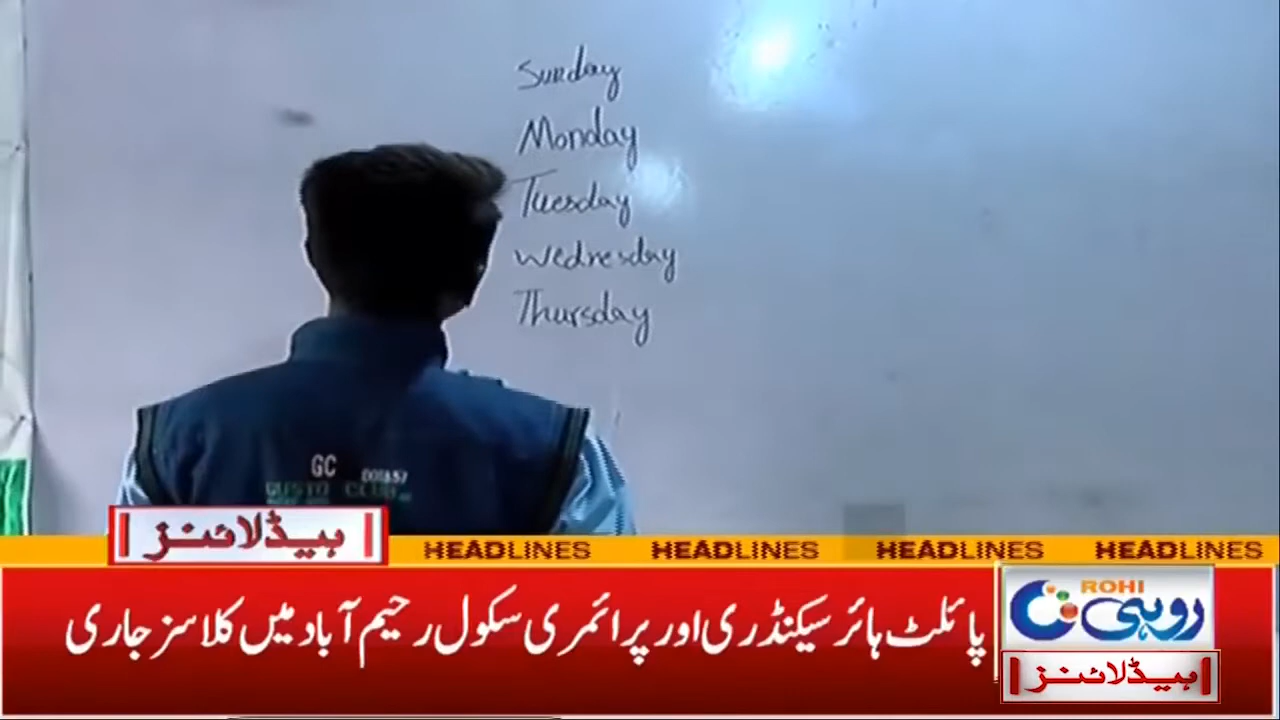 Sunday
Monday
Tuesday
Wednesday
Thursday
GC
ہیڈلائنز
HEADLINES HEADLINES HEADLINES HEADLINES
پائلٹ ہائر سیکنڈری اور پرائمری سکول رحیم آباد میں کلاسز جاری
ROHI
روہی
ہیڈلائنز